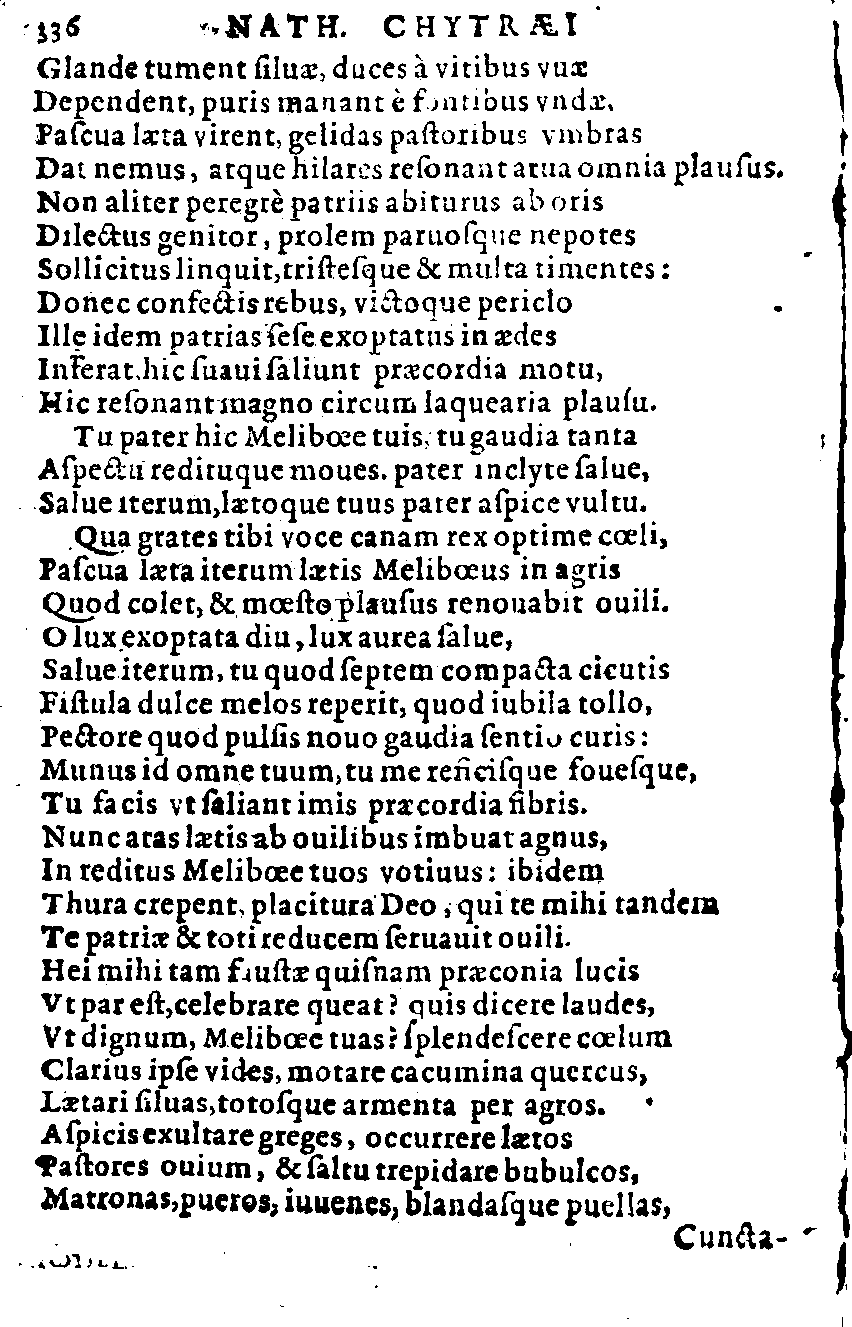 336 NATH. CHYTRÆI
Glande tument ſiluæ, duces à vitibus vuæ
Dependent, puris manant è fontibus vndæ.
Paſcua læta virent, gelidas paſtoribus vmbras
Dat nemus, atque hilares reſonant atua omnia plauſus.
Non aliter peregrè patriis abiturus ab oris
Dilectus genitor, prolem paruoſque nepotes
Sollicitus linquit, triſteſque & multa timentes:
Donec confectis rebus, victoque periclo
Ille idem patrias ſeſe exoptatus in ædes
Inferat, hic ſuaui ſaliunt præcordia motu,
Hic reſonant magno circum laquearia plauſu.
Tu pater hic Melibœe tuis, tu gaudia tanta
Aſpectu redituque moues. pater inclyte ſalue,
Salue iterum, lætoque tuus pater aſpice vultu.
Qua grates tibi voce canam rex optime cœli,
Paſcua læta iterum lætis Melibœus in agris
Quod colet, & mœſto plauſus renouabit ouili.
O lux exoptata diu, lux aurea ſalue,
Salue iterum, tu quod ſeptem compacta cicutis
Fiſtula dulce melos reperit, quod iubila tollo,
Pectore quod pulſis nouo gaudia ſentio curis:
Munus id omne tuum, tu me reficiſque foueſque,
Tu facis vt ſaliant imis præcordia fibris.
Nunc aras lætis ab ouilibus imbuat agnus,
In reditus Melibœe tuos votiuus: ibidem
Thura crepent, placitura Deo, qui te mihi tandem
Te patriæ & toti reducem ſeruauit ouili.
Hei mihi tam fauſtæ quiſnam præconia lucis
Vt par eſt, celebrare queat? quis dicere laudes,
Vt dignum, Melibœe tuas? ſplendeſcere cœlum
Clarius ipſe vides, motare cacumina quercus,
Lætari ſiluas, totoſque armenta per agros.
Aſpicis exultare greges, occurrere lætos
Paſtores ouium, & ſaltu trepidare bubulcos,
Matronas, pueros, iuuenes, blandaſque puellas,
Cuncta-